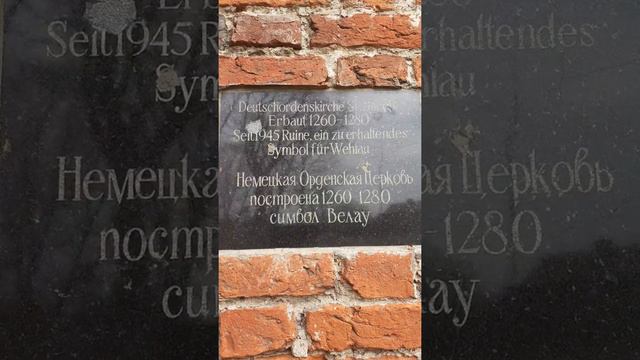 Deutschordenskirche
Erbaut 1260-1280
Seit 1945 Ruine, ein zu erhaltendes
Symbol für Wehlau
Немецкая Орденская Церковь
построена 1260-1280
символ Велау